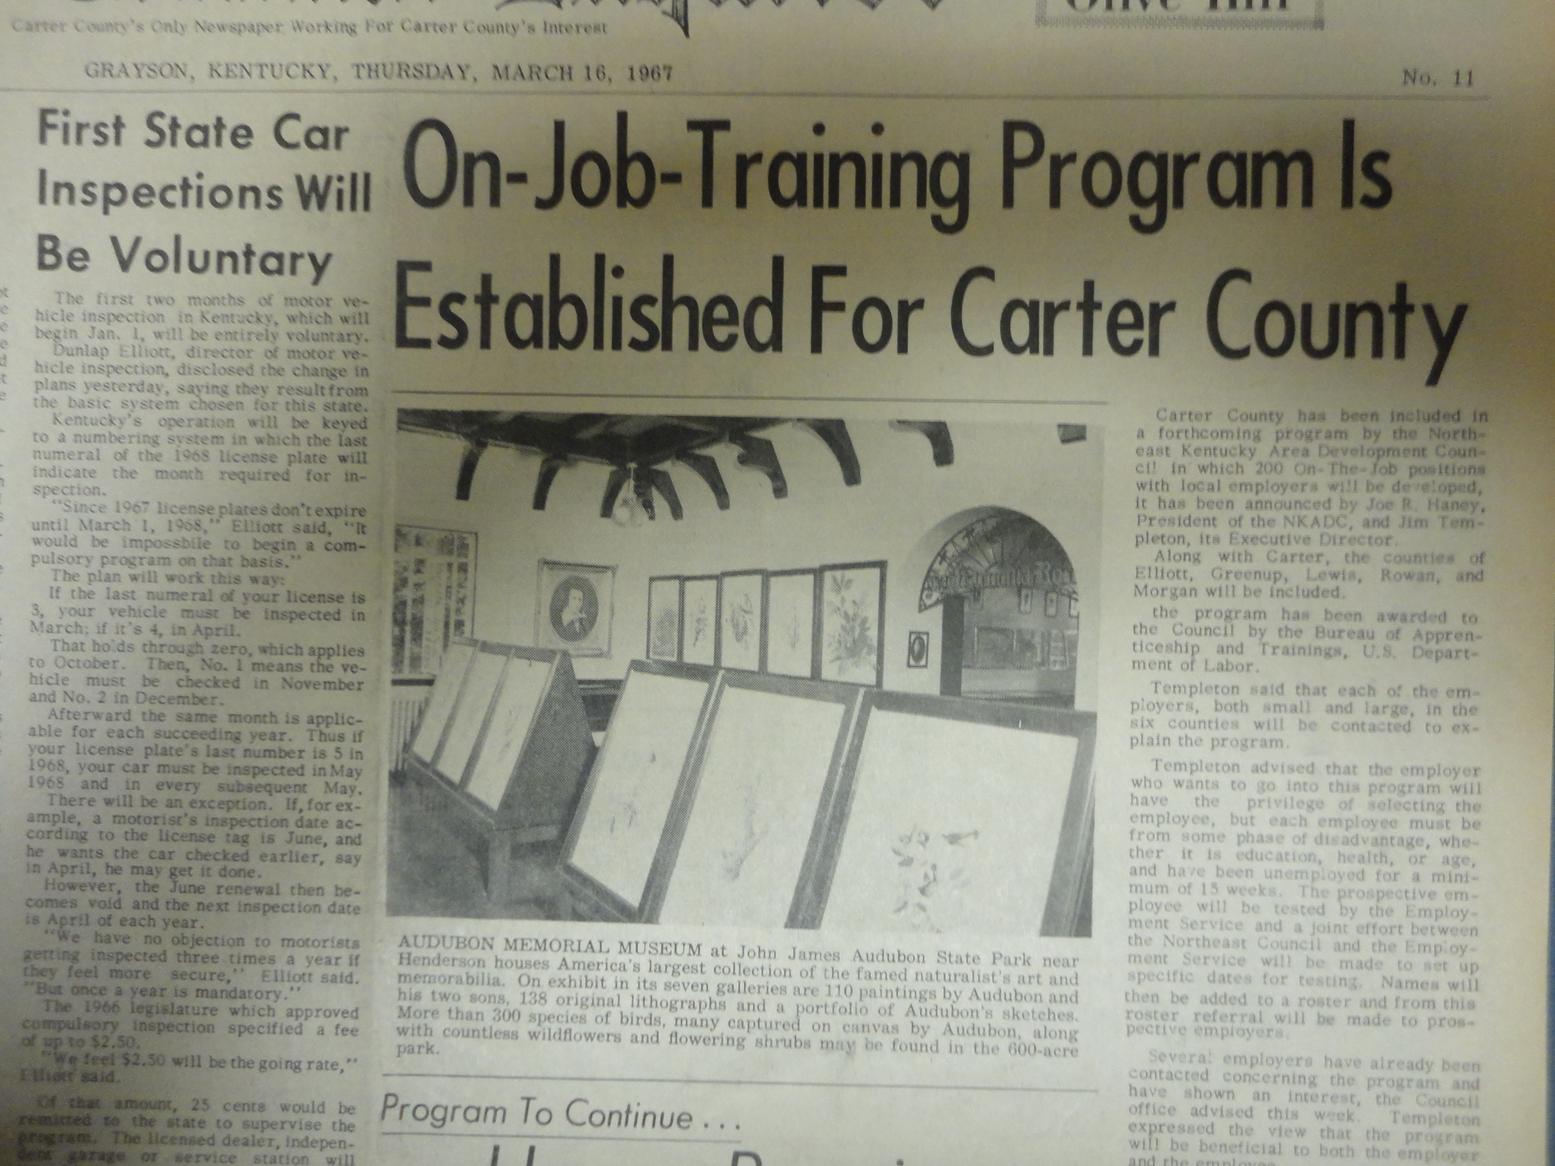 Carter County's Only Newspaper Working For Carter County's Interest
Olive Hill
GRAYSON, KENTUCKY, THURSDAY, MARCH 16, 1967
No. 11
First State Car
Inspections Will
Be Voluntary
The first two months of motor ve-
hicle inspection in Kentucky, which will
begin Jan. 1, will be entirely voluntary.
Dunlap Elliott, director of motor ve-
hicle inspection, disclosed the change in
plans yesterday, saying they result from
the basic system chosen for this state.
Kentucky's operation will be keyed
to a numbering system in which the last
numeral of the 1968 license plate will
indicate the month required for in-
spection.
"Since 1967 license plates don't expire
until March 1, 1968," Elliott said, "It
would be impossbile to begin a com-
pulsory program on that basis."
The plan will work this way:
If the last numeral of your license is
3, your vehicle must be inspected in
March; if it's 4, in April.
That holds through zero, which applies
to October. Then, No. 1 means the ve-
hicle must be checked in November
and No. 2 in December.
Afterward the same month is applic-
able for each succeeding year. Thus if
your license plate's last number is 5 in
1968, your car must be inspected in May
1968 and in every subsequent May.
There will be an exception. If, for ex-
ample, a motorist's inspection date ac-
cording to the license tag is June, and
he wants the car checked earlier, say
in April, he may get it done.
However, the June renewal then be-
comes void and the next inspection date
is April of each year.
"We have no objection to motorists
getting inspected three times a year if
they feel more secure," Elliott said.
"But once a year is mandatory."
The 1966 legislature which approved
compulsory inspection specified a fee
of up to $2.50.
"We feel $2.50 will be the going rate,"
Elliott said.
Of that amount, 25 cents would be
remitted to the state to supervise the
program. The licensed dealer, indepen-
dent garage or service station will
On-Job-Training Program Is
Established For Carter County
AUDUBON MEMORIAL MUSEUM at John James Audubon State Park near
Henderson houses America's largest collection of the famed naturalist's art and
memorabilia. On exhibit in its seven galleries are 110 paintings by Audubon and
his two sons, 138 original lithographs and a portfolio of Audubon's sketches.
More than 300 species of birds, many captured on canvas by Audubon, along
with countless wildflowers and flowering shrubs may be found in the 600-acre
park.
Program To Continue . . .
Carter County has been included in
a forthcoming program by the North-
east Kentucky Area Development Coun-
cil in which 200 On-The-Job positions
with local employers will be developed,
it has been announced by Joe R. Haney,
President of the NKADC, and Jim Tem-
pleton, its Executive Director.
Along with Carter, the counties of
Elliott, Greenup, Lewis, Rowan, and
Morgan will be included.
the program has been awarded to
the Council by the Bureau of Appren-
ticeship and Trainings, U.S. Depart-
ment of Labor.
Templeton said that each of the em-
ployers, both small and large, in the
six counties will be contacted to ex-
plain the program.
Templeton advised that the employer
who wants to go into this program will
have the privilege of selecting the
employee, but each employee must be
from some phase of disadvantage, whe-
ther it is education, health, or age,
and have been unemployed for a mini-
mum of 15 weeks. The prospective em-
ployee will be tested by the Employ-
ment Service and a joint effort between
the Northeast Council and the Employ-
ment Service will be made to set up
specific dates for testing. Names will
then be added to a roster and from this
roster referral will be made to pros-
pective employers.
Several employers have already been
contacted concerning the program and
have shown an interest, the Council
office advised this week. Templeton
expressed the view that the program
will be beneficial to both the employer
and the